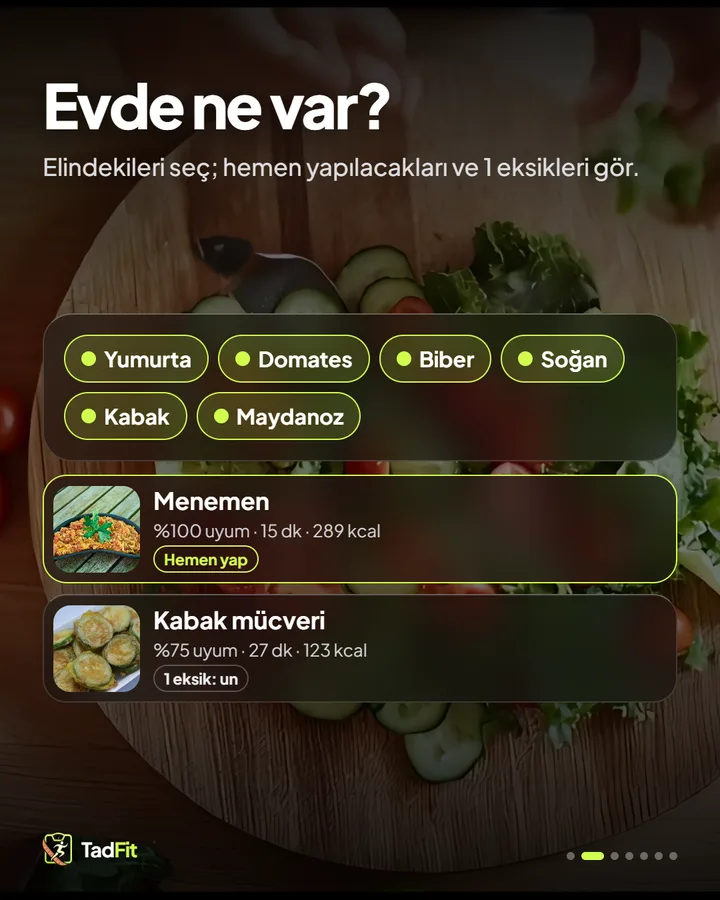 Evde ne var?
Elindekileri seç; hemen yapılacakları ve 1 eksikleri gör.
Yumurta
Domates
Biber
Soğan
Kabak
Maydanoz
Menemen
%100 uyum · 15 dk · 289 kcal
Hemen yap
Kabak mücveri
%75 uyum · 27 dk · 123 kcal
1 eksik: un
TadFit